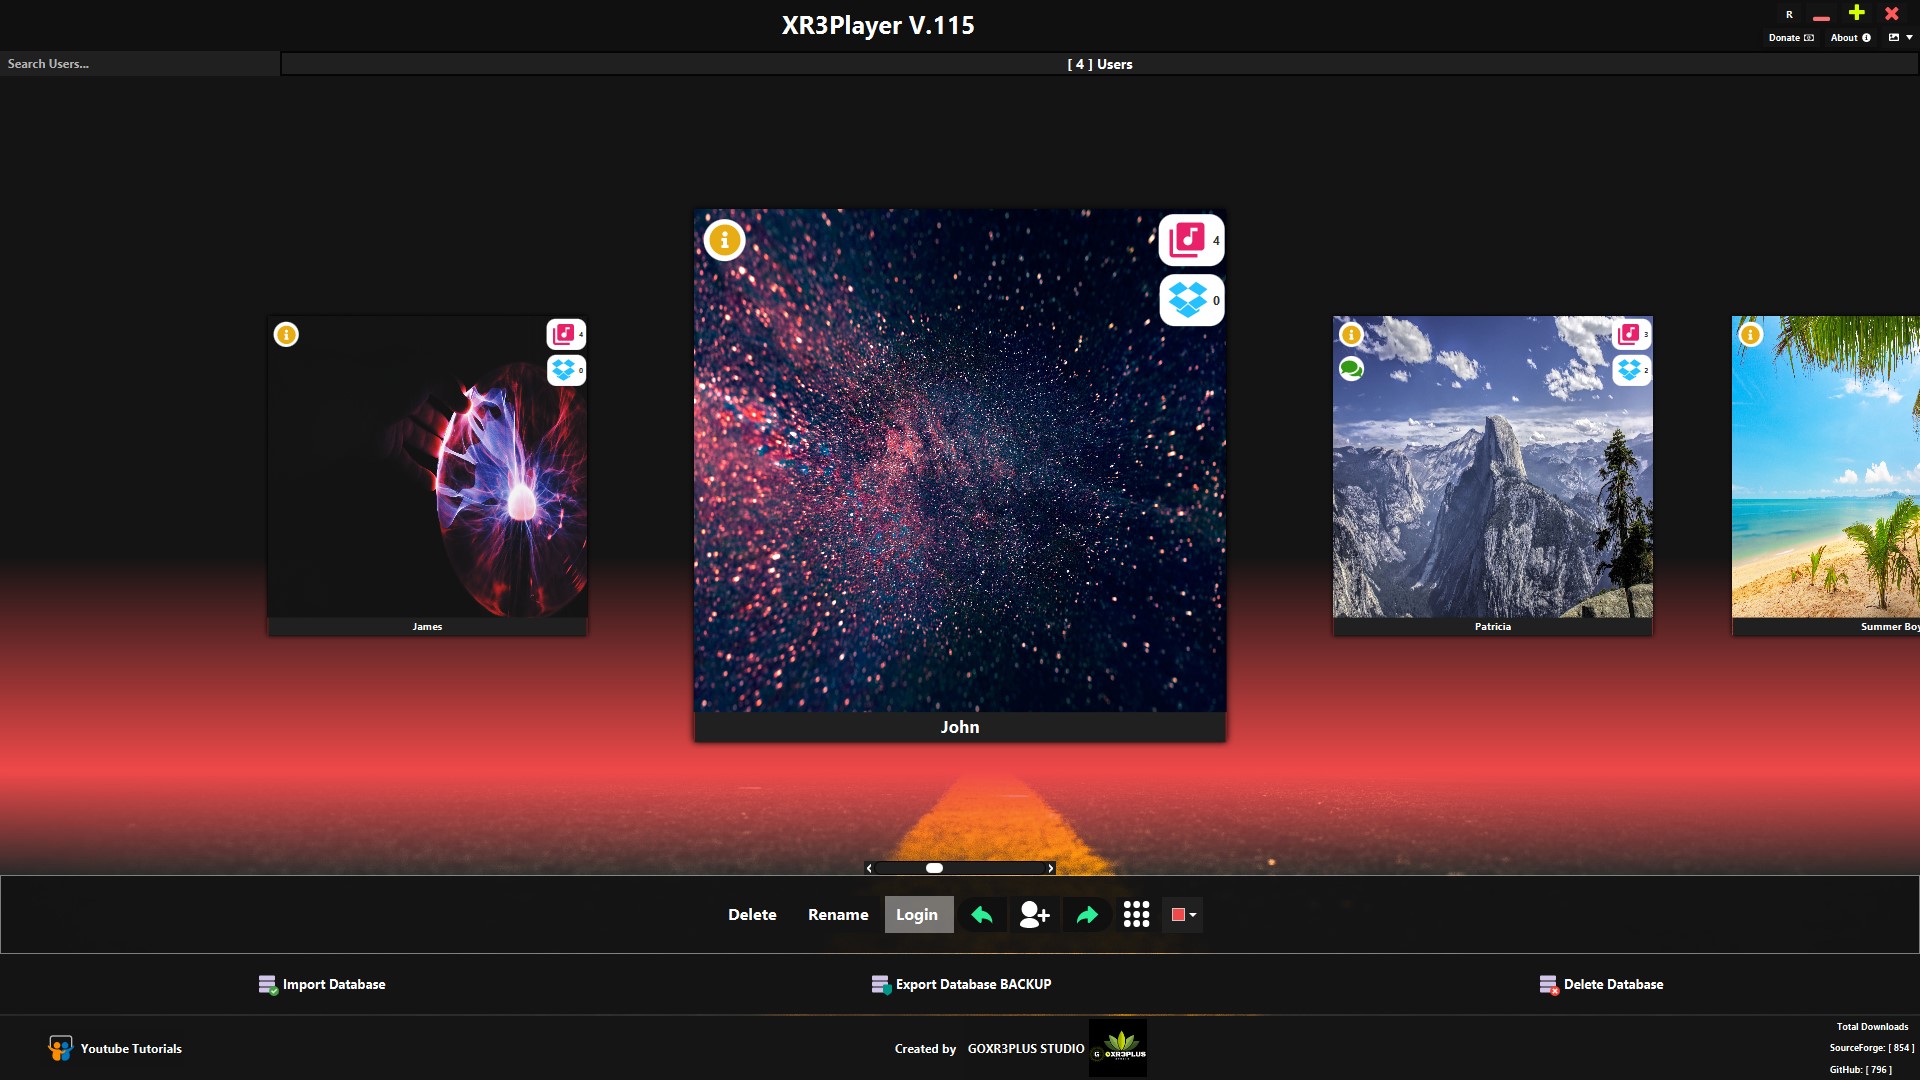 XR3Player V.115
R
Donate
About
Search Users...
[ 4 ] Users
4
0
4
0
3
2
James
John
Patricia
Summer Boy
Delete
Rename
Login
Import Database
Export Database BACKUP
Delete Database
Youtube Tutorials
Created by
GOXR3PLUS STUDIO
GOXR3PLUS
Total Downloads
SourceForge: [ 854 ]
GitHub: [ 796 ]